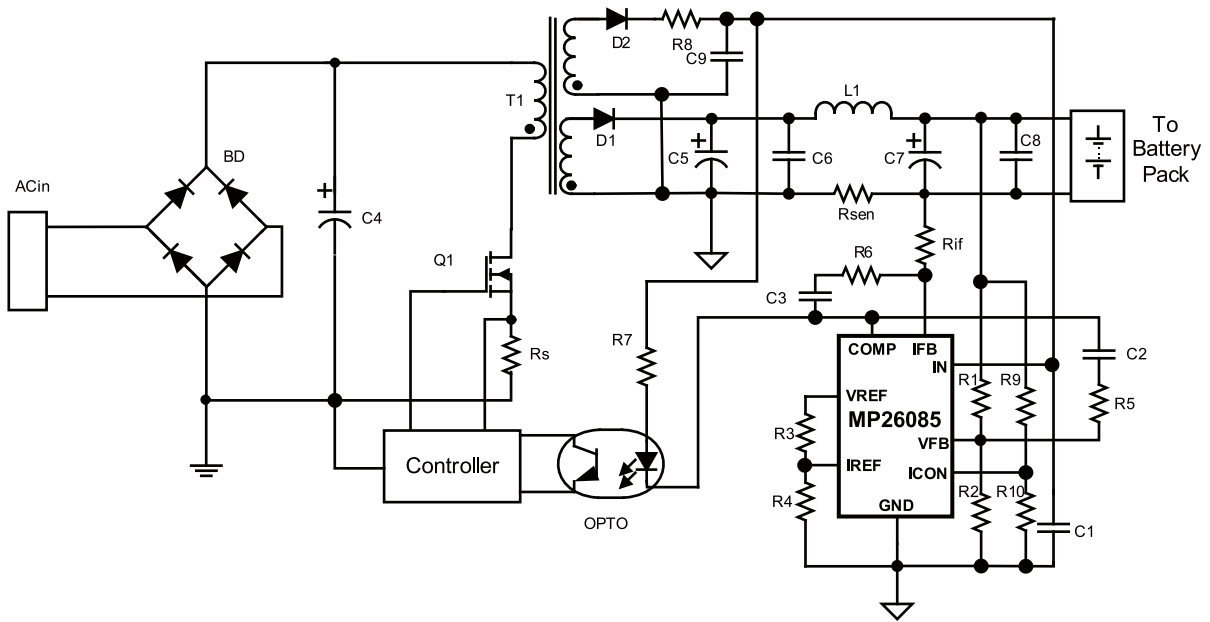 D2
R8
C9
T1
L1
D1
C5
C6
C7
C8
To
Battery
Pack
BD
ACin
+
C4
+
+
Rsen
Rif
Q1
R6
C3
Rs
R7
COMP
IFB
IN
C2
R1
R9
VREF
MP26085
R5
R3
VFB
Controller
IREF
ICON
R4
R2
R10
GND
OPTO
C1